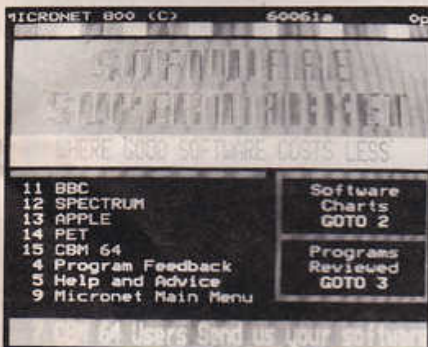 MICRONET 800 (C) 60061a 0p
SOFTWARE
SUPERMARKET
WHERE GOOD SOFTWARE COSTS LESS
11 BBC
12 SPECTRUM
13 APPLE
14 PET
15 CBM 64
4 Program Feedback
5 Help and Advice
9 Micronet Main Menu
Software
Charts
GOTO 2
Programs
Reviewed
GOTO 3
7 CBM 64 Users Send us your software